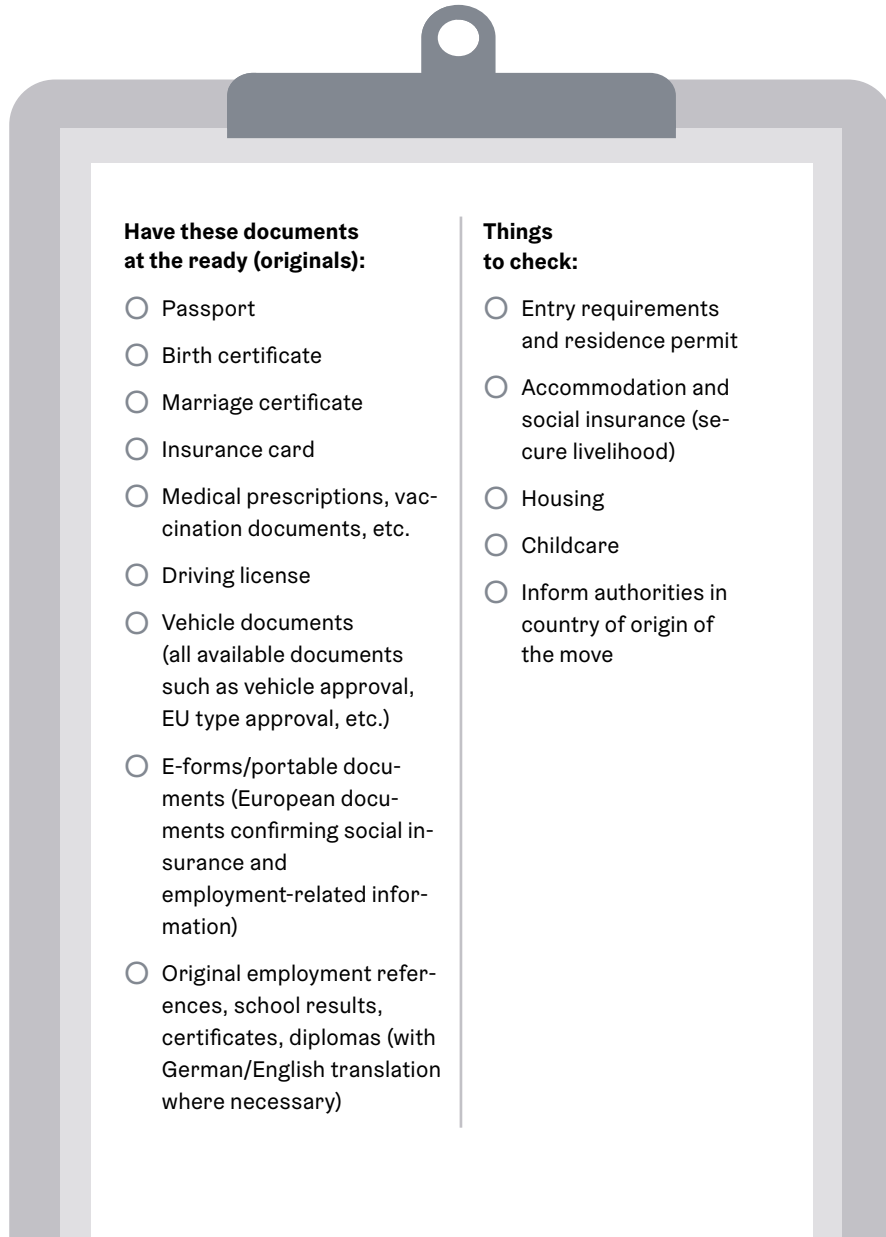 Have these documents
at the ready (originals):
Passport
Birth certificate
Marriage certificate
Insurance card
Medical prescriptions, vac-
cination documents, etc.
Driving license
Vehicle documents
(all available documents
such as vehicle approval,
EU type approval, etc.)
E-forms/portable docu-
ments (European docu-
ments confirming social in-
surance and
employment-related infor-
mation)
Original employment refer-
ences, school results,
certificates, diplomas (with
German/English translation
where necessary)
Things
to check:
Entry requirements
and residence permit
Accommodation and
social insurance (se-
cure livelihood)
Housing
Childcare
Inform authorities in
country of origin of
the move